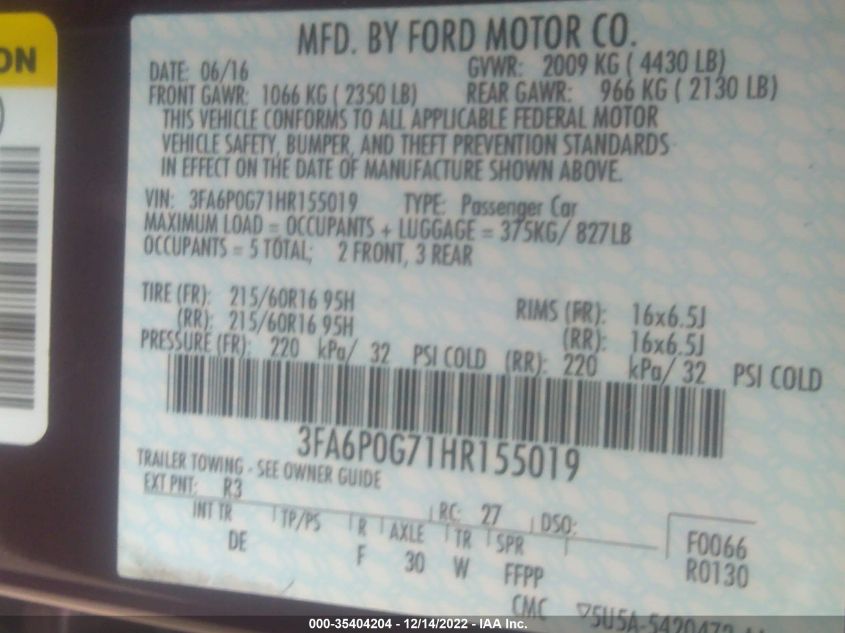 ON
MFD. BY FORD MOTOR CO.
DATE: 06/16 GVWR: 2009 KG ( 4430 LB)
FRONT GAWR: 1066 KG ( 2350 LB) REAR GAWR: 966 KG ( 2130 LB)
THIS VEHICLE CONFORMS TO ALL APPLICABLE FEDERAL MOTOR
VEHICLE SAFETY, BUMPER, AND THEFT PREVENTION STANDARDS
IN EFFECT ON THE DATE OF MANUFACTURE SHOWN ABOVE.
VIN: 3FA6P0G71HR155019 TYPE: Passenger Car
MAXIMUM LOAD = OCCUPANTS + LUGGAGE = 375KG/ 827LB
OCCUPANTS = 5 TOTAL; 2 FRONT, 3 REAR
TIRE (FR): 215/60R16 95H RIMS (FR): 16x6.5J
(RR): 215/60R16 95H (RR): 16x6.5J
PRESSURE (FR): 220 kPa/ 32 PSI COLD (RR): 220 kPa/ 32 PSI COLD
3FA6P0G71HR155019
TRAILER TOWING - SEE OWNER GUIDE
EXT PNT: R3 RC: 27 DSO:
INT TR TP/PS R AXLE TR SPR F0066
DE F 30 W FFPP R0130
CMC
000-35404204 - 12/14/2022 - IAA Inc.